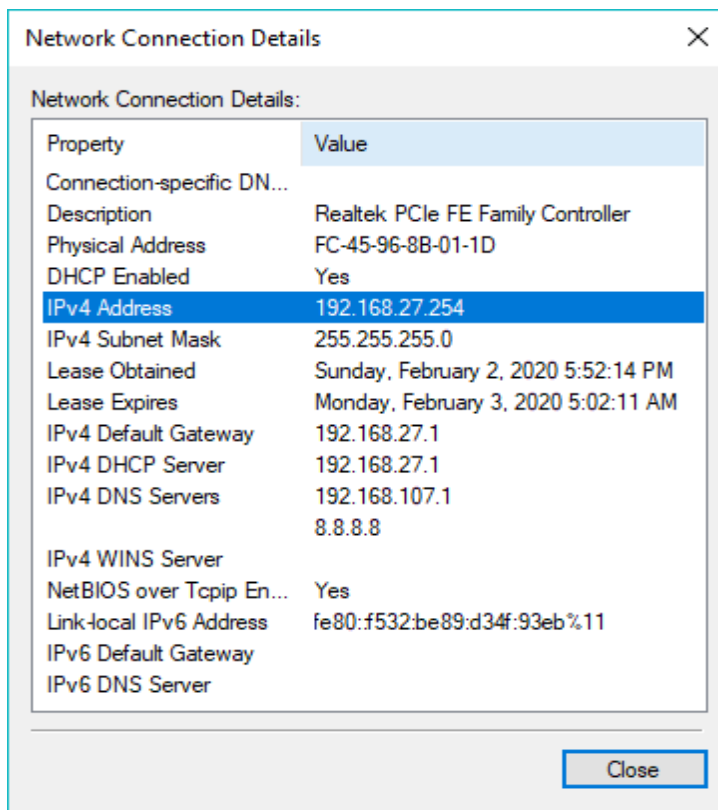 Network Connection Details
Network Connection Details:
Property Value
Connection-specific DN...
Description Realtek PCIe FE Family Controller
Physical Address FC-45-96-8B-01-1D
DHCP Enabled Yes
IPv4 Address 192.168.27.254
IPv4 Subnet Mask 255.255.255.0
Lease Obtained Sunday, February 2, 2020 5:52:14 PM
Lease Expires Monday, February 3, 2020 5:02:11 AM
IPv4 Default Gateway 192.168.27.1
IPv4 DHCP Server 192.168.27.1
IPv4 DNS Servers 192.168.107.1
8.8.8.8
IPv4 WINS Server
NetBIOS over Tcpip En... Yes
Link-local IPv6 Address fe80::f532:be89:d34f:93eb%11
IPv6 Default Gateway
IPv6 DNS Server
Close